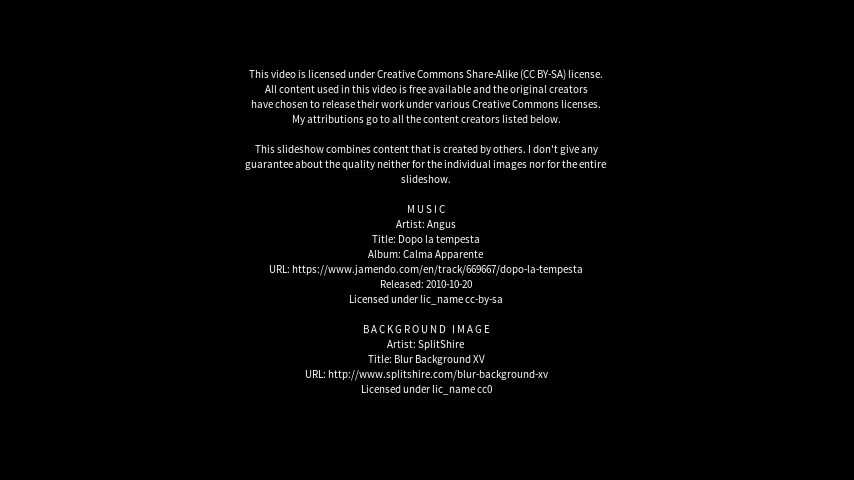 This video is licensed under Creative Commons Share-Alike (CC BY-SA) license.
All content used in this video is free available and the original creators
have chosen to release their work under various Creative Commons licenses.
My attributions go to all the content creators listed below.
This slideshow combines content that is created by others. I don't give any
guarantee about the quality neither for the individual images nor for the entire
slideshow.
M U S I C
Artist: Angus
Title: Dopo la tempesta
Album: Calma Apparente
URL: https://www.jamendo.com/en/track/669667/dopo-la-tempesta
Released: 2010-10-20
Licensed under lic_name cc-by-sa
B A C K G R O U N D   I M A G E
Artist: SplitShire
Title: Blur Background XV
URL: http://www.splitshire.com/blur-background-xv
Licensed under lic_name cc0